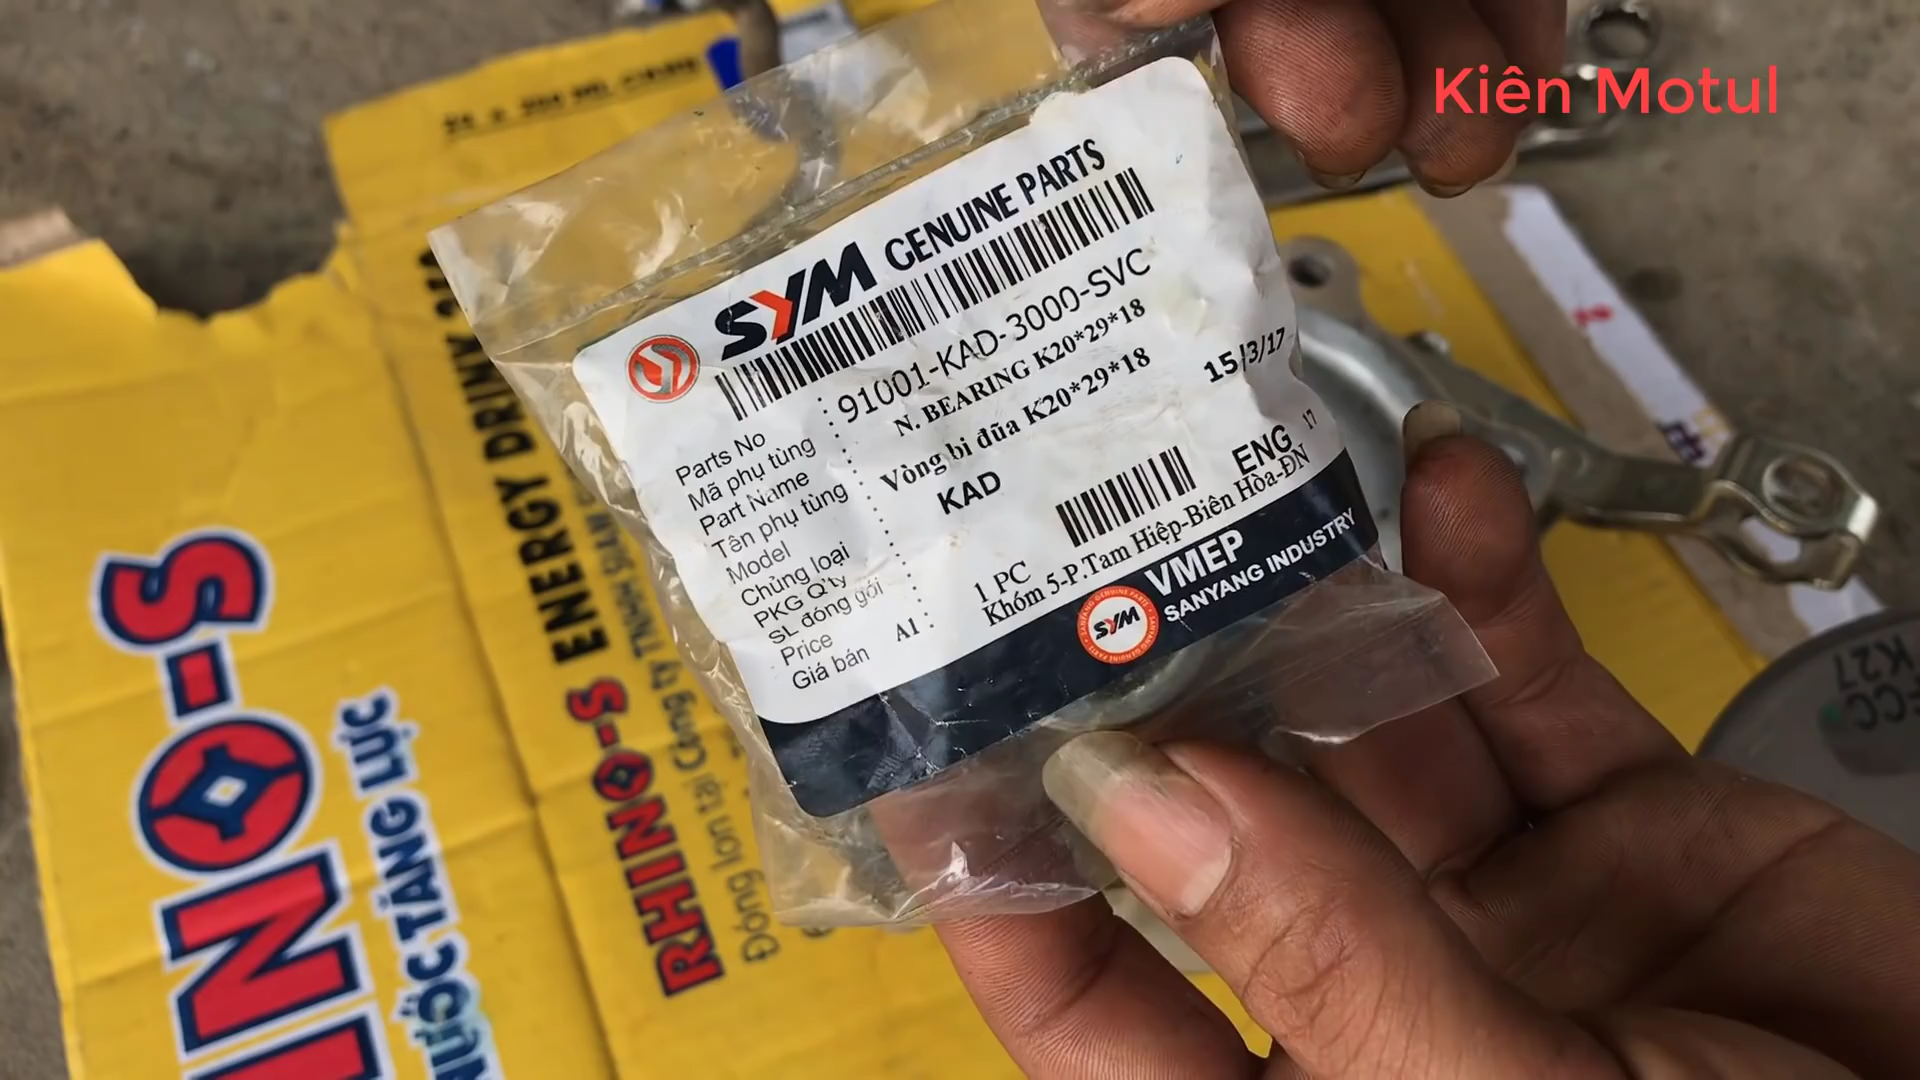 Kiên Motul
SYM GENUINE PARTS
Parts No
Mã phụ tùng
: 91001-KAD-3000-SVC
Part Name
N. BEARING K20*29*18
Tên phụ tùng
Vòng bi đũa K20*29*18
15/3/17
Model
Chủng loại
KAD
ENG
17
PKG Q'ty
SL đóng gói
1 PC
Khóm 5-P.Tam Hiệp-Biên Hòa-ĐN
Price
Giá bán
A1 :
SYM
VMEP
SANYANG INDUSTRY
INO-S
NƯỚC TĂNG LỰC
RHINO-S ENERGY DRINK
Đóng lon tại Công ty TNHH
FCC
K27